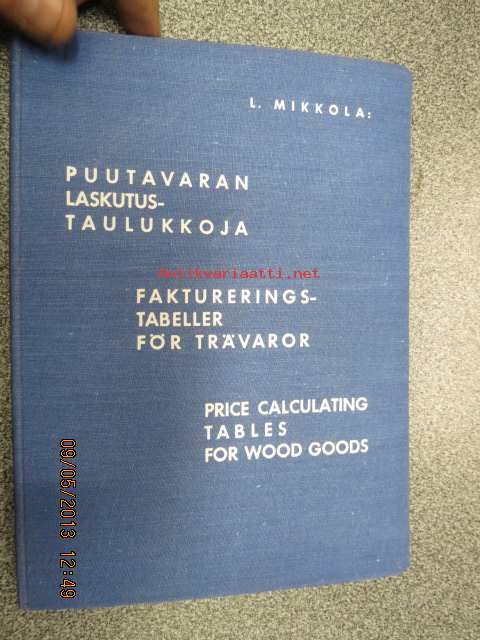 L. MIKKOLA:
PUUTAVARAN
LASKUTUS-
TAULUKKOJA
Antikvariaatti.net
FAKTURERINGS-
TABELLER
FÖR TRÄVAROR
PRICE CALCULATING
TABLES
FOR WOOD GOODS
09/05/2013 12:49